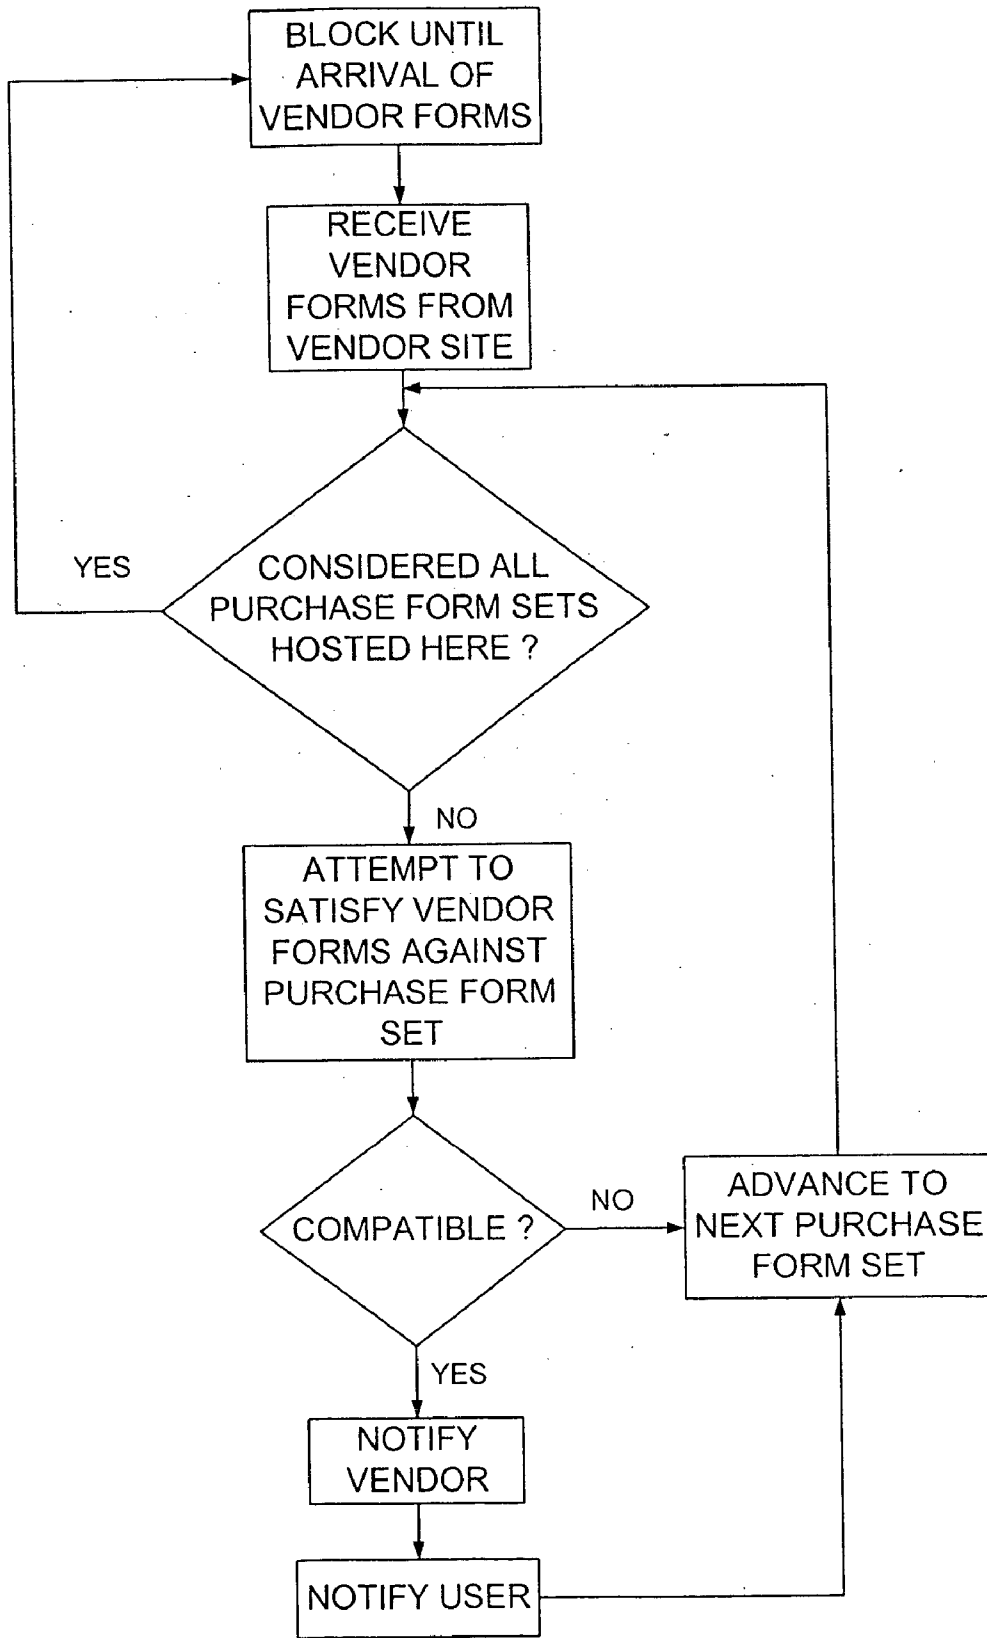 BLOCK UNTIL
ARRIVAL OF
VENDOR FORMS
RECEIVE
VENDOR
FORMS FROM
VENDOR SITE
YES
CONSIDERED ALL
PURCHASE FORM SETS
HOSTED HERE ?
NO
ATTEMPT TO
SATISFY VENDOR
FORMS AGAINST
PURCHASE FORM
SET
COMPATIBLE ?
NO
ADVANCE TO
NEXT PURCHASE
FORM SET
YES
NOTIFY
VENDOR
NOTIFY USER